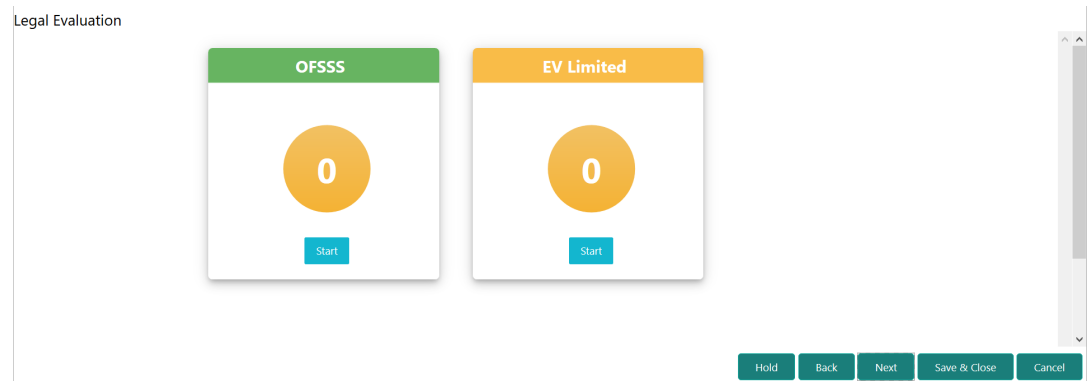 Legal Evaluation
OFSSS
EV Limited
0
0
Start
Start
Hold
Back
Next
Save & Close
Cancel